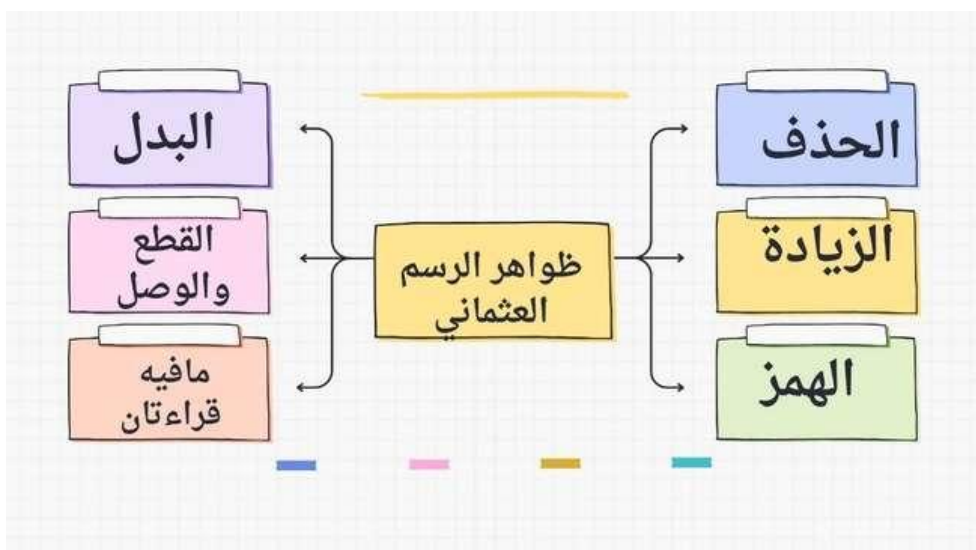 ظواهر الرسم
العثماني
الحذف
الزيادة
الهمز
البدل
القطع
والوصل
مافيه
قراءتان